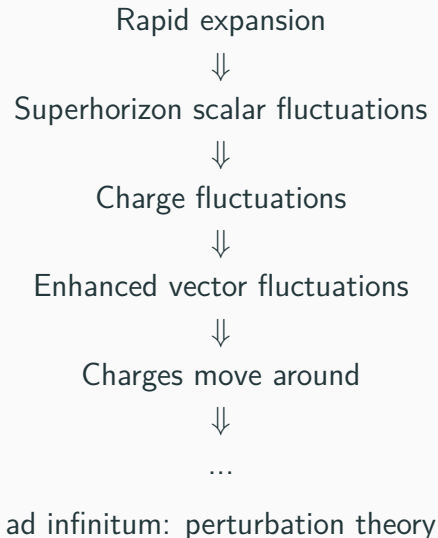 Rapid expansion
⇓
Superhorizon scalar fluctuations
⇓
Charge fluctuations
⇓
Enhanced vector fluctuations
⇓
Charges move around
⇓
...
ad infinitum: perturbation theory